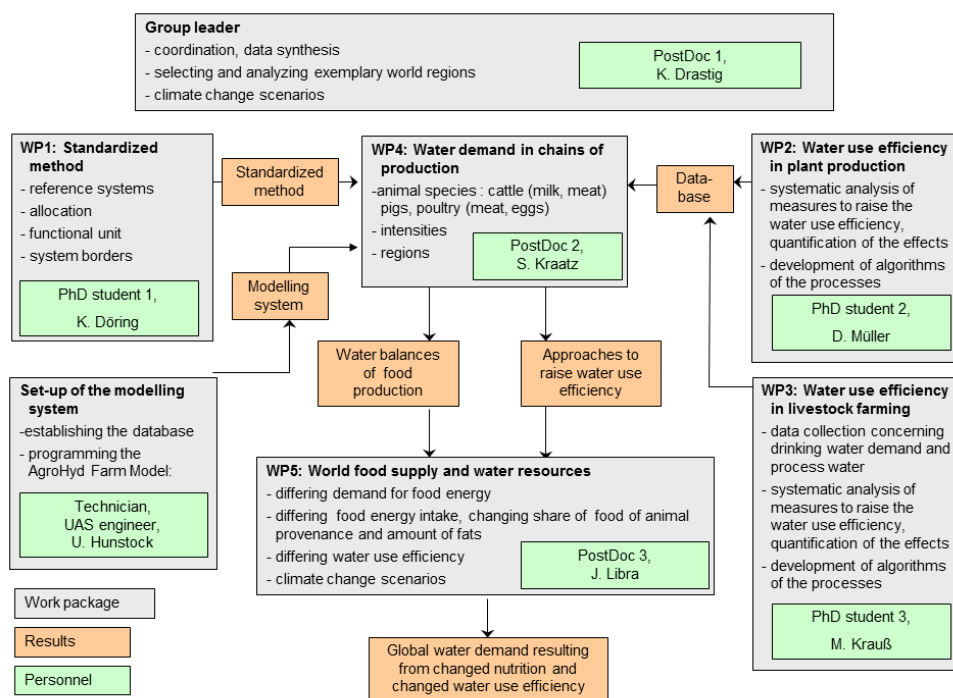 Group leader
- coordination, data synthesis
- selecting and analyzing exemplary world regions
- climate change scenarios
PostDoc 1,
K. Drastig
WP1: Standardized
method
- reference systems
- allocation
- functional unit
- system borders
PhD student 1,
K. Döring
Standardized
method
WP4: Water demand in chains of
production
-animal species : cattle (milk, meat)
pigs, poultry (meat, eggs)
- intensities
- regions
PostDoc 2,
S. Kraatz
Data-
base
WP2: Water use efficiency
in plant production
- systematic analysis of
measures to raise the
water use efficiency,
quantification of the effects
- development of algorithms
of the processes
PhD student 2,
D. Müller
Modelling
system
Water balances
of food
production
Approaches to
raise water use
efficiency
Set-up of the modelling
system
-establishing the database
- programming the
AgroHyd Farm Model:
Technician,
UAS engineer,
U. Hunstock
WP3: Water use efficiency
in livestock farming
- data collection concerning
drinking water demand and
process water
- systematic analysis of
measures to raise the
water use efficiency,
quantification of the effects
- development of algorithms
of the processes
PhD student 3,
M. Krauß
WP5: World food supply and water resources
- differing demand for food energy
- differing food energy intake, changing share of food of animal
provenance and amount of fats
- differing water use efficiency
- climate change scenarios
PostDoc 3,
J. Libra
Work package
Results
Personnel
Global water demand resulting
from changed nutrition and
changed water use efficiency